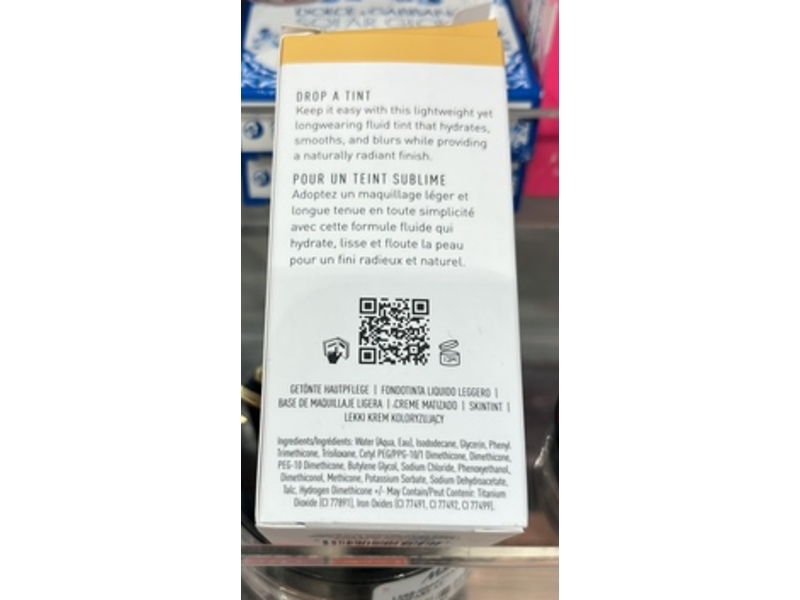 DOLCE & GABBANA
SOLAR GLOW
DROP A TINT
Keep it easy with this lightweight yet
longwearing fluid tint that hydrates,
smooths, and blurs while providing
a naturally radiant finish.
POUR UN TEINT SUBLIME
Adoptez un maquillage léger et
longue tenue en toute simplicité
avec cette formule fluide qui
hydrate, lisse et floute la peau
pour un fini radieux et naturel.
GETÖNTE HAUTPFLEGE | FONDOTINTA LIQUIDO LEGGERO |
BASE DE MAQUILLAJE LIGERA | CREME MATIZADO | SKINTINT |
LEKKI KREM KOLORYZUJĄCY
Ingredients/Ingrédients: Water (Aqua, Eau), Isododecane, Glycerin, Phenyl
Trimethicone, Trisiloxane, Cetyl PEG/PPG-10/1 Dimethicone, Dimethicone,
PEG-10 Dimethicone, Butylene Glycol, Sodium Chloride, Phenoxyethanol,
Dimethiconol, Methicone, Potassium Sorbate, Sodium Dehydroacetate,
Talc, Hydrogen Dimethicone +/- May Contain/Peut Contenir: Titanium
Dioxide (CI 77891), Iron Oxides (CI 77491, CI 77492, CI 77499).